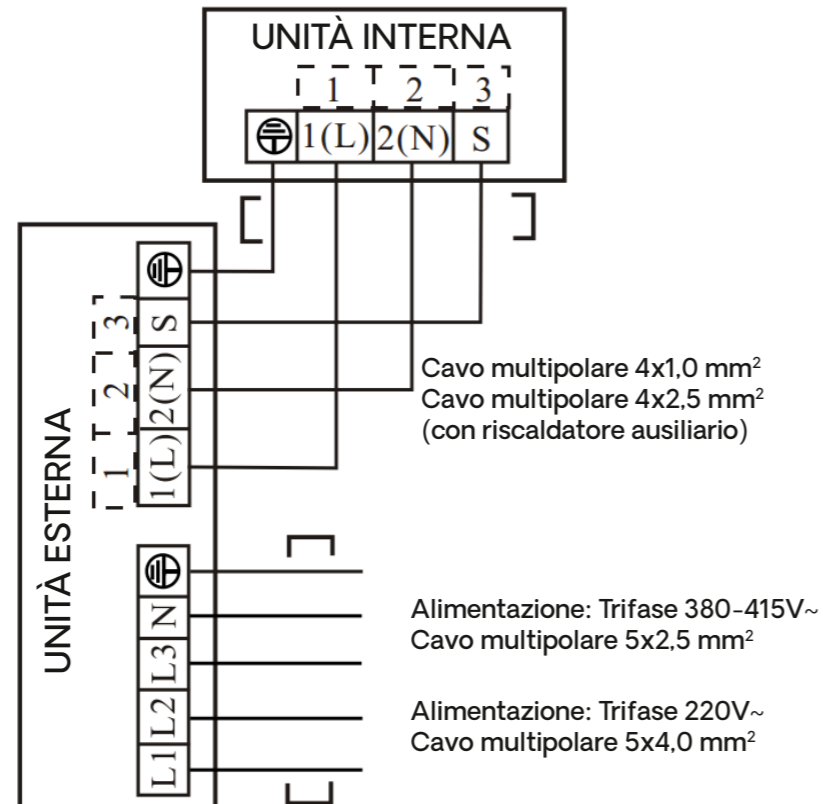 UNITÀ INTERNA
1 2 3
1(L) 2(N) S
UNITÀ ESTERNA
3 S
2 2(N)
1 1(L)
Cavo multipolare 4x1,0 mm²
Cavo multipolare 4x2,5 mm²
(con riscaldatore ausiliario)
N
L3
L2
L1
Alimentazione: Trifase 380-415V~
Cavo multipolare 5x2,5 mm²
Alimentazione: Trifase 220V~
Cavo multipolare 5x4,0 mm²